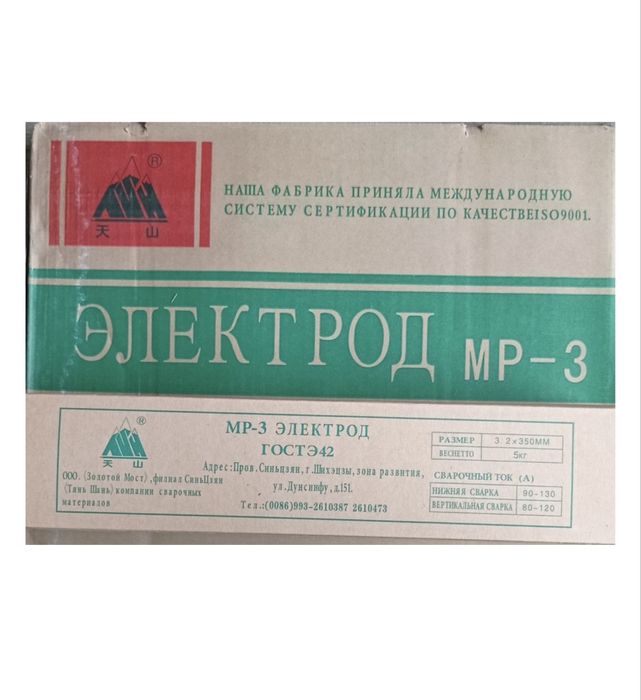 ®
天山
НАША ФАБРИКА ПРИНЯЛА МЕЖДУНАРОДНУЮ
СИСТЕМУ СЕРТИФИКАЦИИ ПО КАЧЕСТВЕISO9001.
ЭЛЕКТРОД МР-3
®
天山
МР-3 ЭЛЕКТРОД
ГОСТЭ42
ООО. (Золотой Мост) ,филиал СиньЦзян
(Тянь Шань) компании сварочных
материалов
Адрес:Пров.Синьцзян, г.Шихэцзы, зона развития,
ул.Дунсифу, д.151.
Тел.:(0086)993-2610387 2610473
РАЗМЕР 3 2×350ММ
ВЕСНЕТТО 5кг
СВАРОЧНЫЙ ТОК (А)
НИЖНЯЯ СВАРКА 90-130
ВЕРТИКАЛЬНАЯ СВАРКА 80-120